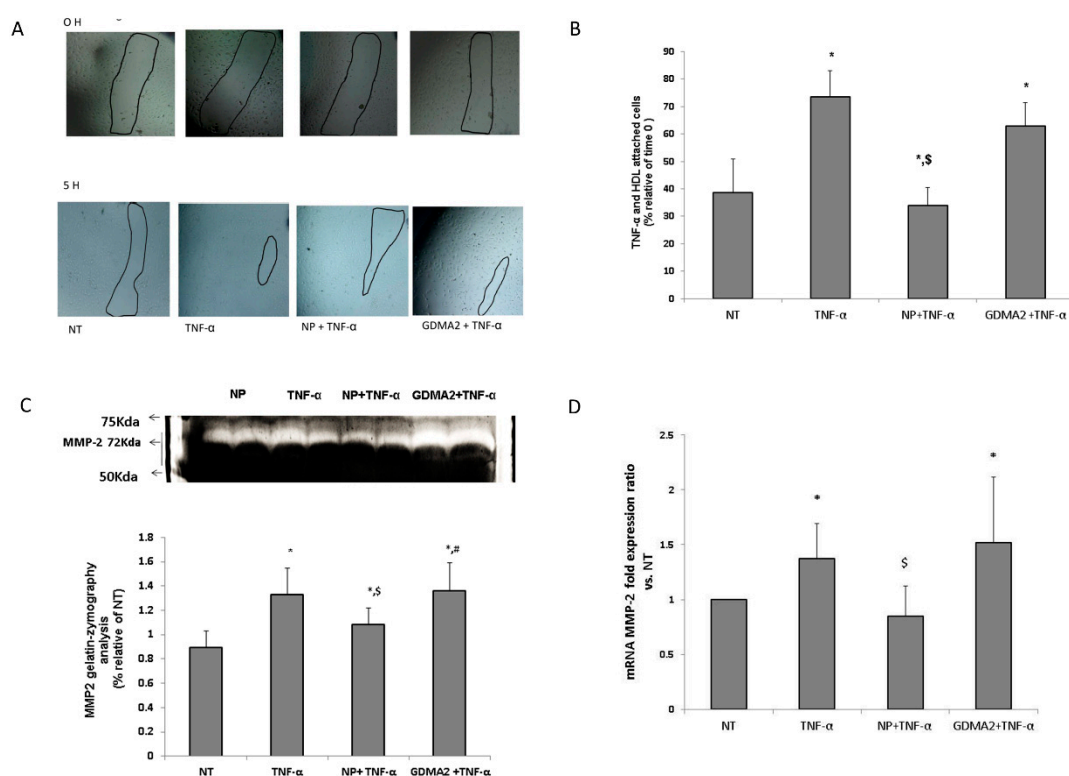 A
O H
5 H
NT TNF-α NP + TNF-α GDMA2 + TNF-α
B
TNF-α and HDL attached cells
(% relative of time 0 )
90
80
70
60
50
40
30
20
10
0
*
*,$
*
NT TNF-α NP+TNF-α GDMA2 +TNF-α
C
NP TNF-α NP+TNF-α GDMA2+TNF-α
75Kda
MMP-2 72Kda
50Kda
MMP2 gelatin-zymography
analysis
(% relative of NT)
1.8
1.6
1.4
1.2
1
0.8
0.6
0.4
0.2
0
*
*,$
*,#
NT TNF-α NP+TNF-α GDMA2 +TNF-α
D
mRNA MMP-2 fold expression ratio
vs. NT
2.5
2
1.5
1
0.5
0
*
$
*
NT TNF-α NP+TNF-α GDMA2+TNF-α